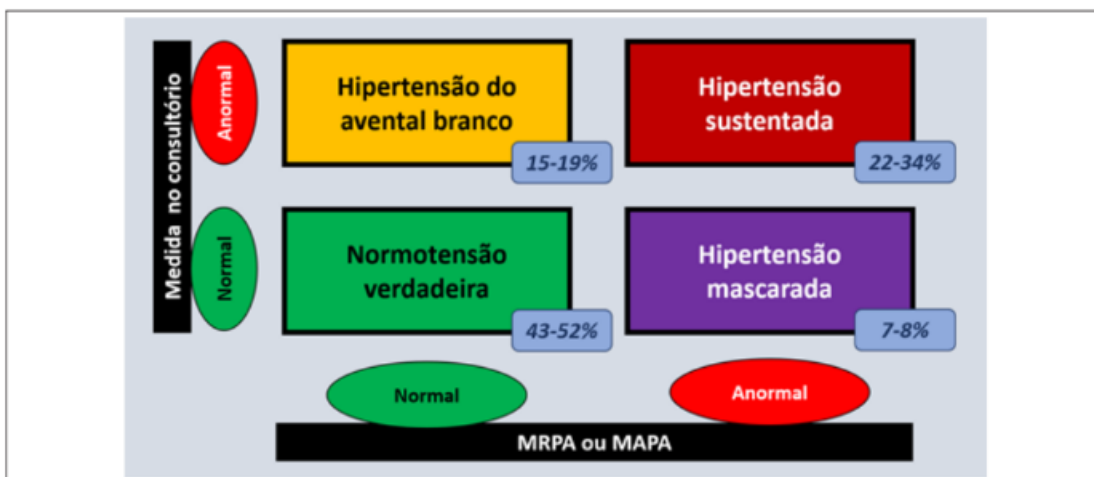 Medida no consultório
Anormal
Hipertensão do
avental branco
15-19%
Hipertensão
sustentada
22-34%
Normal
Normotensão
verdadeira
43-52%
Hipertensão
mascarada
7-8%
Normal
Anormal
MRPA ou MAPA